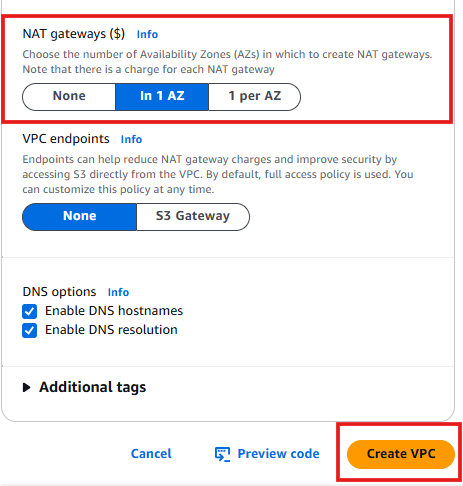 NAT gateways ($) Info
Choose the number of Availability Zones (AZs) in which to create NAT gateways.
Note that there is a charge for each NAT gateway
None In 1 AZ 1 per AZ
VPC endpoints Info
Endpoints can help reduce NAT gateway charges and improve security by
accessing S3 directly from the VPC. By default, full access policy is used. You
can customize this policy at any time.
None S3 Gateway
DNS options Info
Enable DNS hostnames
Enable DNS resolution
Additional tags
Cancel Preview code Create VPC